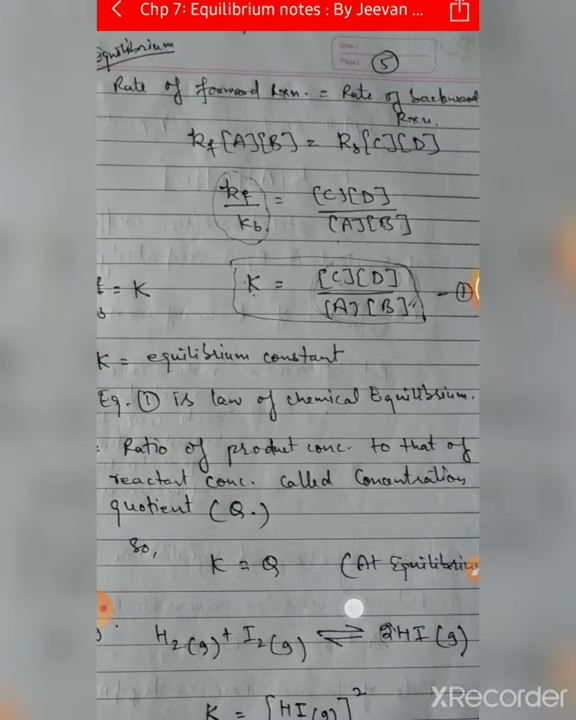 Chp 7: Equilibrium notes : By Jeevan ...
Equilibrium
5
Rate of forward Rxn. = Rate of backward
Rxn.
kf[A][B] = Kb[C][D]
kf/Kb = [C][D]/[A][B]
= K
K = [C][D]/[A][B] - ①
K = equilibrium constant
Eq. ① is law of chemical Equilibrium.
Ratio of product conc. to that of
reactant conc. called Concentration
quotient (Q.)
So,
K = Q (At Equilibrium
H₂(g) + I₂(g) ⇌ 2HI(g)
K = [HI(g)]²
XRecorder